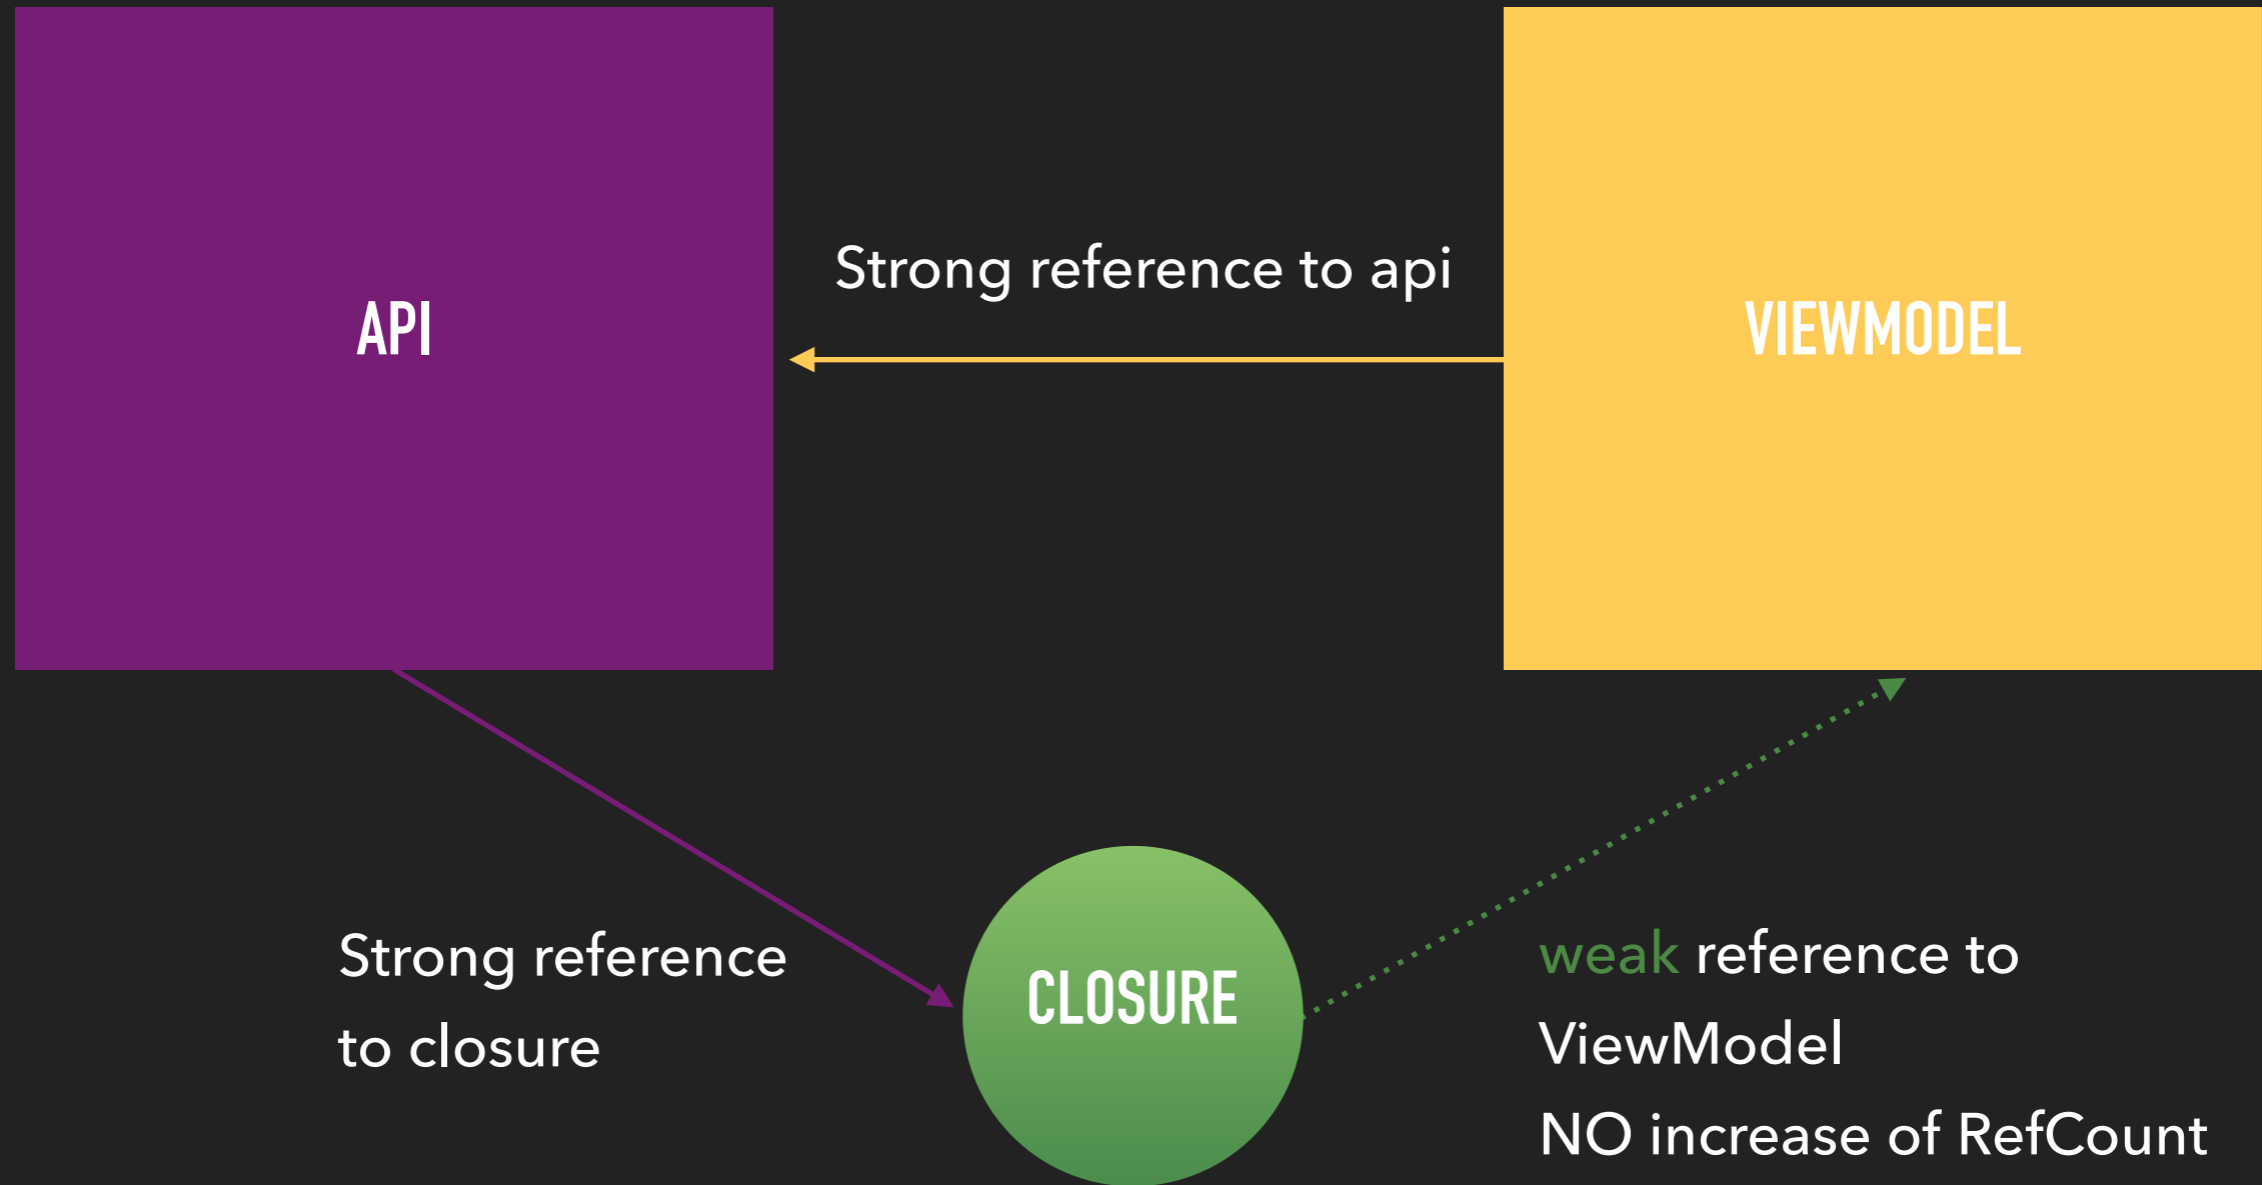 API
Strong reference to api
VIEWMODEL
Strong reference
to closure
CLOSURE
weak reference to
ViewModel
NO increase of RefCount